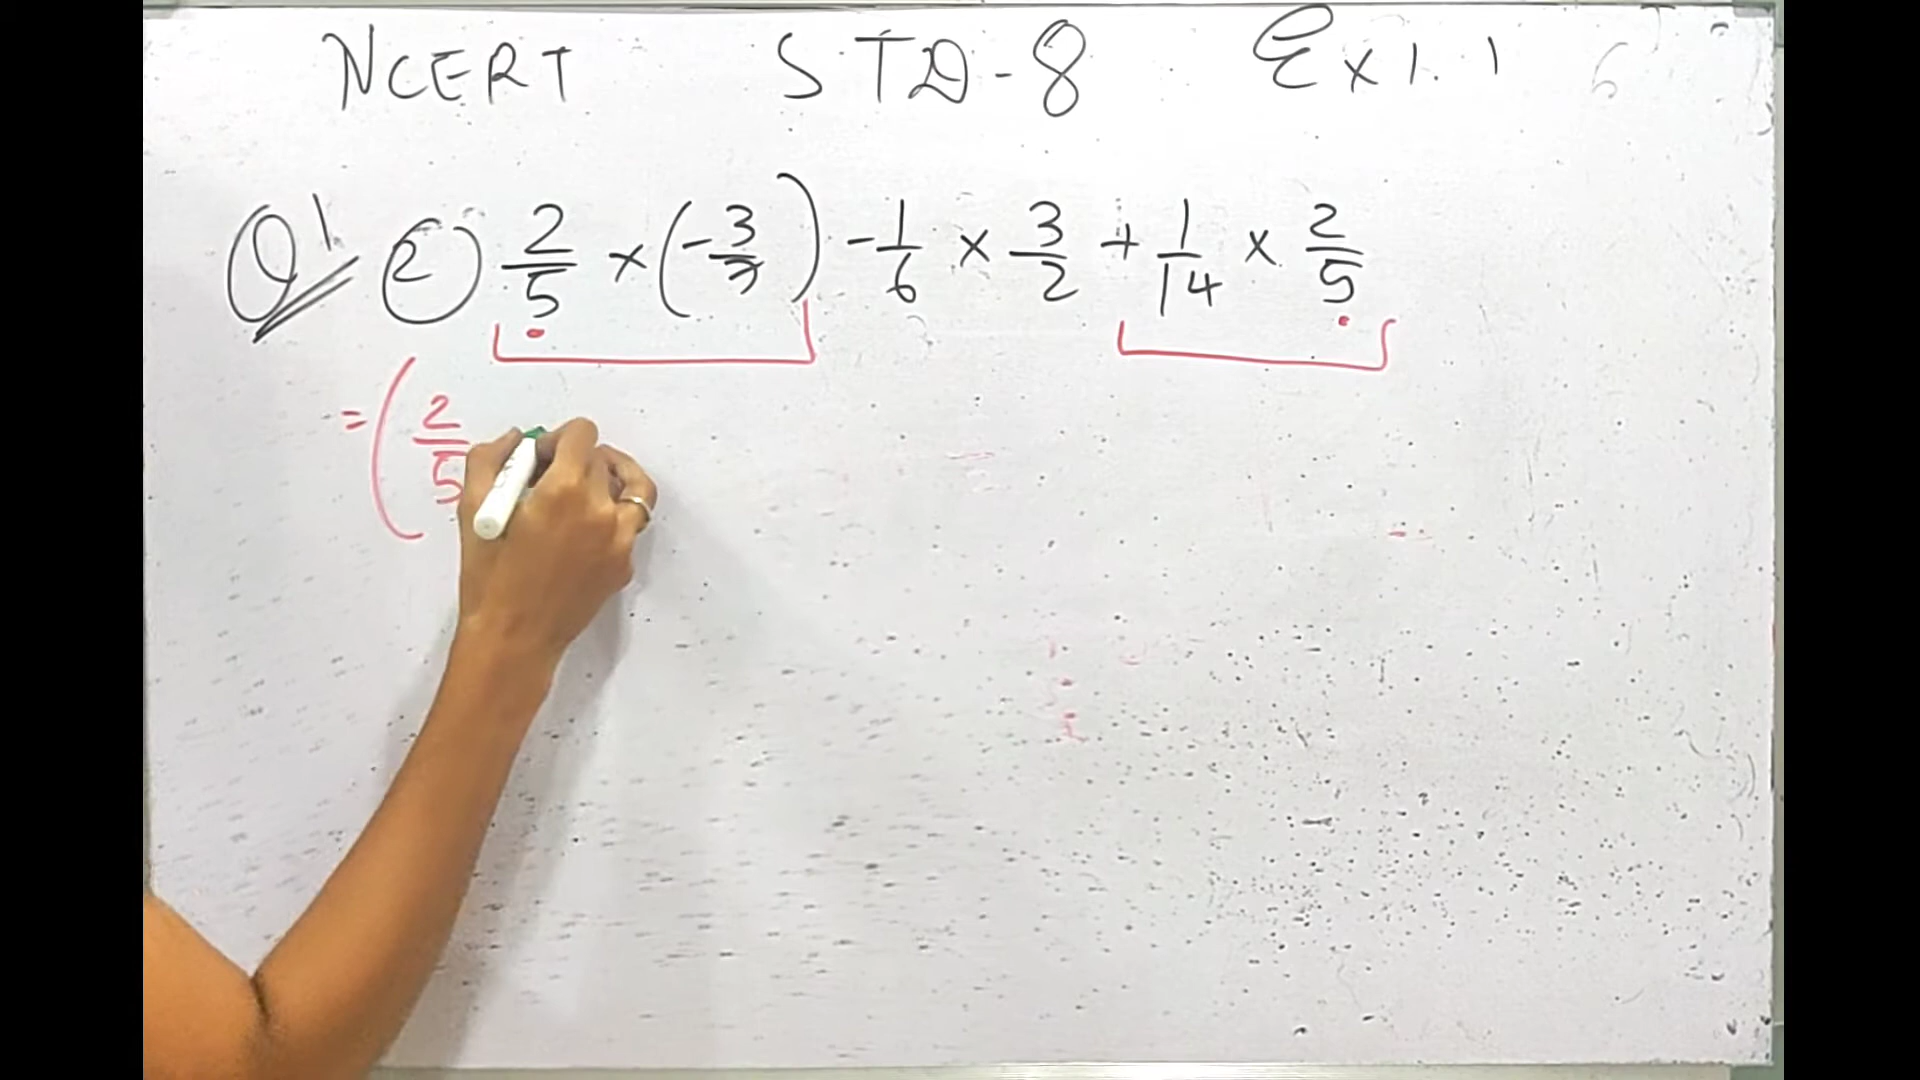 NCERT STD-8 Ex 1.1
Q1 2) 2/5 × (-3/7) - 1/6 × 3/2 + 1/14 × 2/5
= ( 2/5